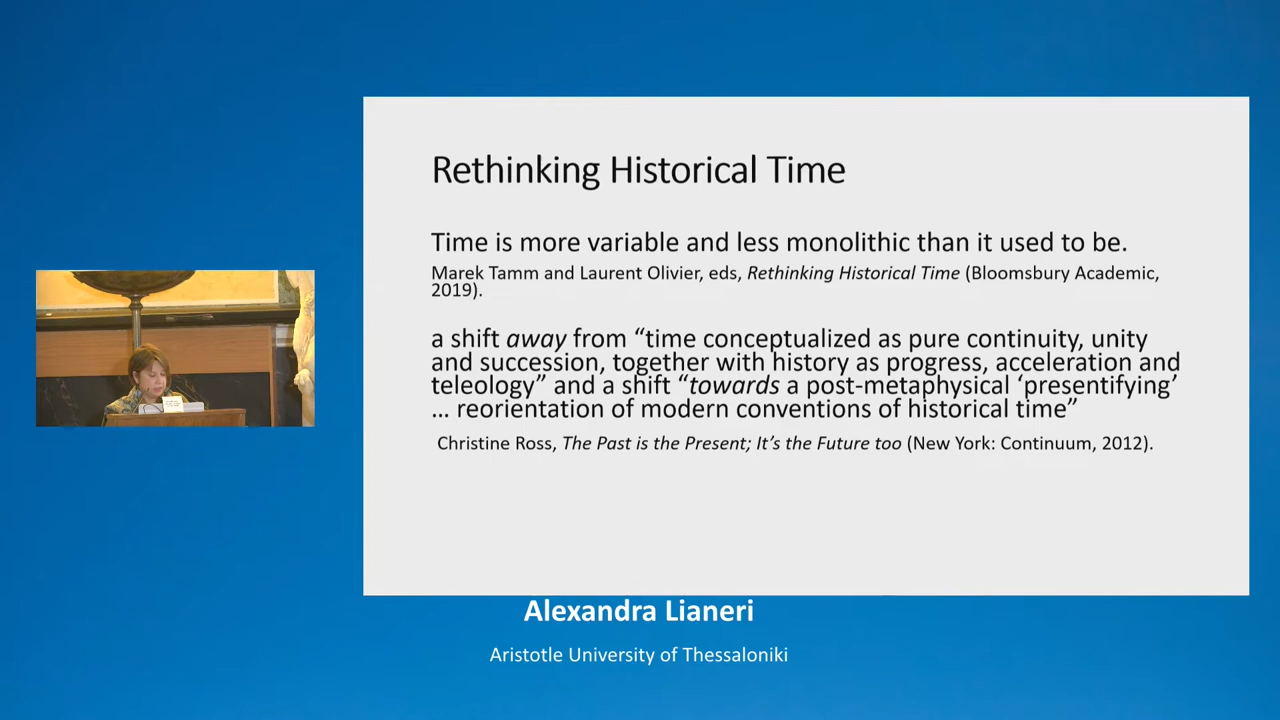 Rethinking Historical Time
Time is more variable and less monolithic than it used to be.
Marek Tamm and Laurent Olivier, eds, Rethinking Historical Time (Bloomsbury Academic,
2019).
a shift away from “time conceptualized as pure continuity, unity
and succession, together with history as progress, acceleration and
teleology” and a shift “towards a post-metaphysical ‘presentifying’
… reorientation of modern conventions of historical time”
Christine Ross, The Past is the Present; It’s the Future too (New York: Continuum, 2012).
Alexandra Lianeri
Aristotle University of Thessaloniki